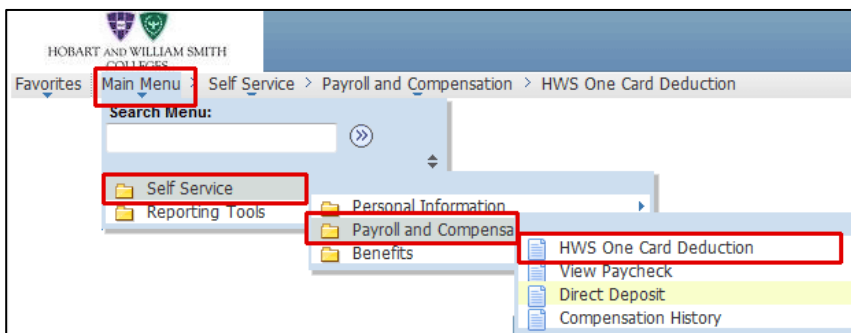 HOBART AND WILLIAM SMITH
COLLEGES
Favorites Main Menu > Self Service > Payroll and Compensation > HWS One Card Deduction
Search Menu:
Self Service
Reporting Tools
Personal Information
Payroll and Compensa
Benefits
HWS One Card Deduction
View Paycheck
Direct Deposit
Compensation History